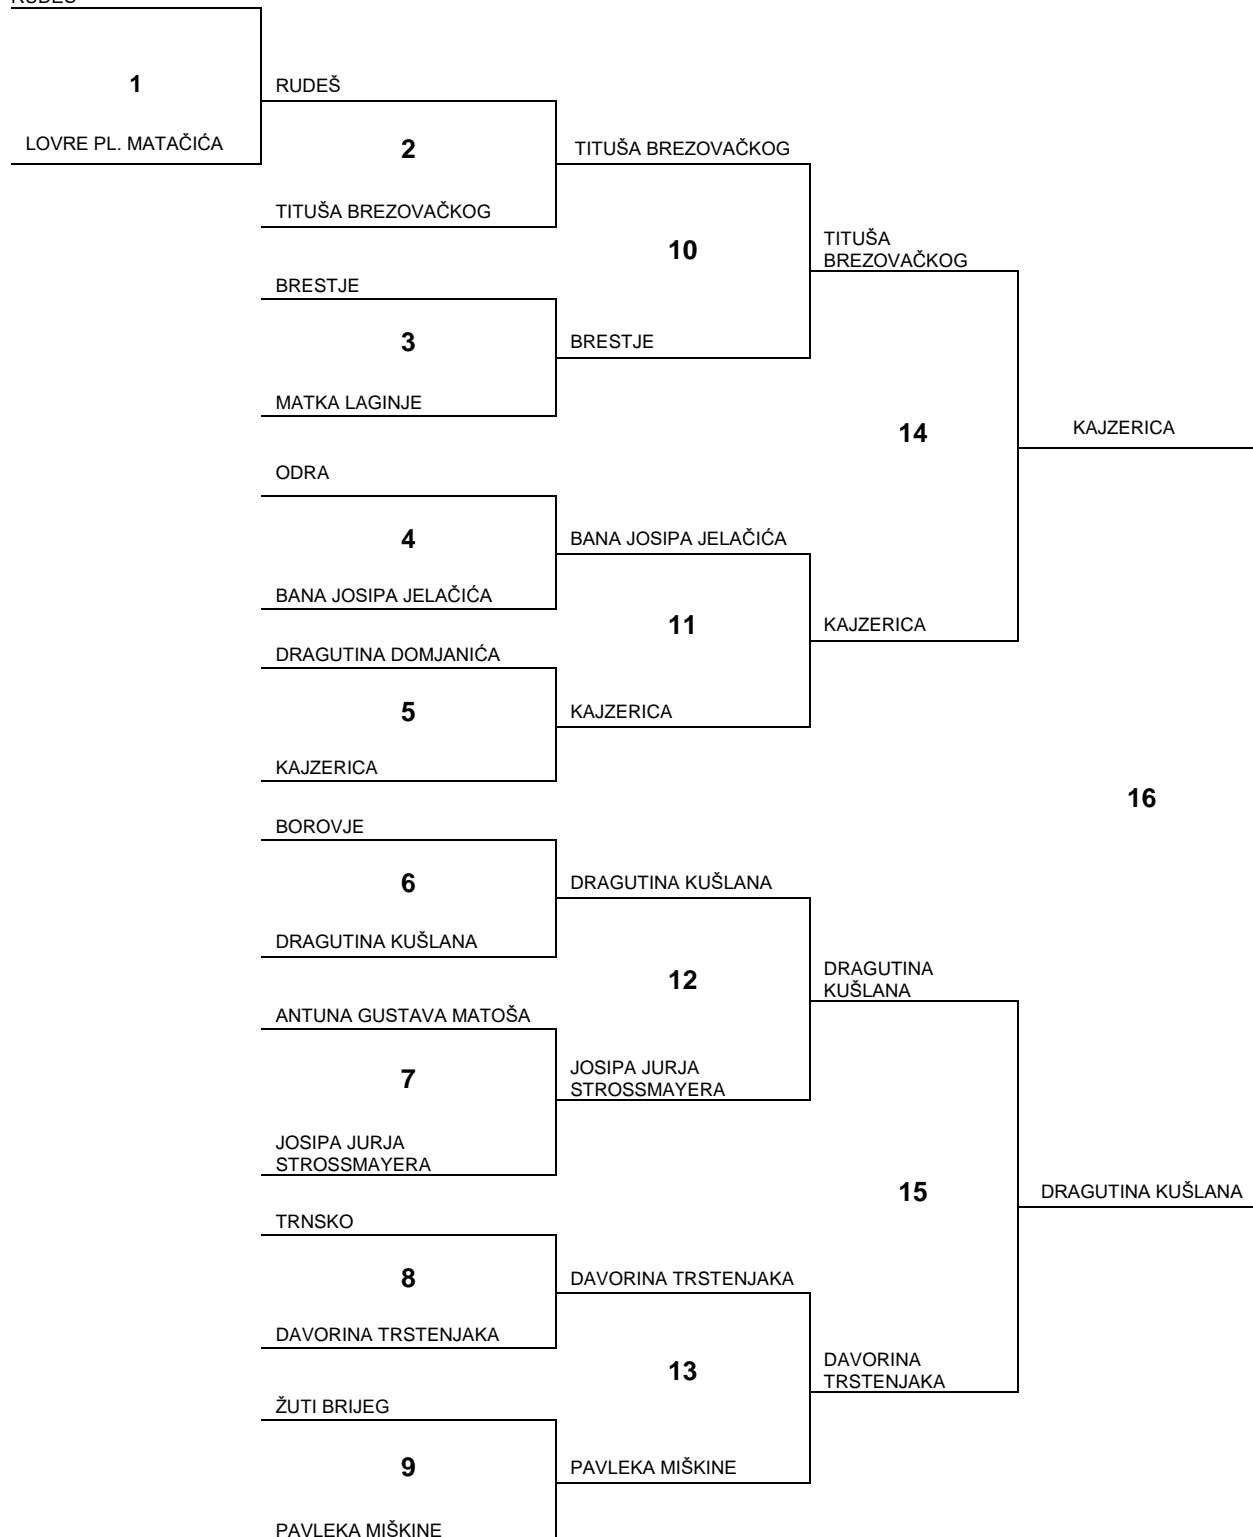 RUDEŠ
1
RUDEŠ
LOVRE PL. MATAČIĆA
2
TITUŠA BREZOVAČKOG
TITUŠA BREZOVAČKOG
10
TITUŠA
BREZOVAČKOG
BRESTJE
3
BRESTJE
MATKA LAGINJE
14
KAJZERICA
ODRA
4
BANA JOSIPA JELAČIĆA
BANA JOSIPA JELAČIĆA
11
KAJZERICA
DRAGUTINA DOMJANIĆA
5
KAJZERICA
KAJZERICA
16
BOROVJE
6
DRAGUTINA KUŠLANA
DRAGUTINA KUŠLANA
12
DRAGUTINA
KUŠLANA
ANTUNA GUSTAVA MATOŠA
7
JOSIPA JURJA
STROSSMAYERA
JOSIPA JURJA
STROSSMAYERA
15
DRAGUTINA KUŠLANA
TRNSKO
8
DAVORINA TRSTENJAKA
DAVORINA TRSTENJAKA
13
DAVORINA
TRSTENJAKA
ŽUTI BRIJEG
9
PAVLEKA MIŠKINE
PAVLEKA MIŠKINE